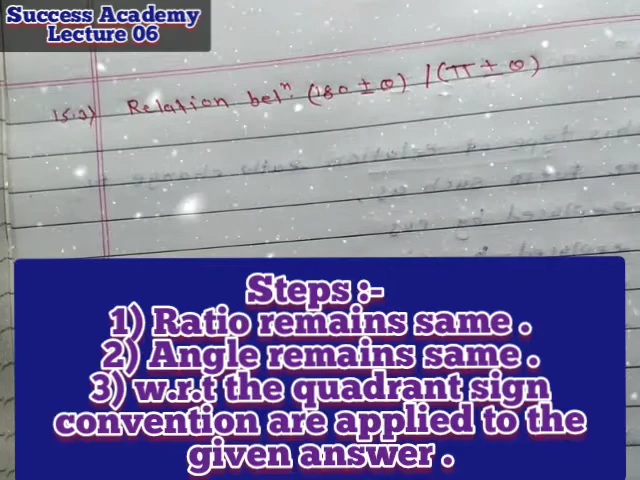 Success Academy
Lecture 06
15.3) Relation betn. (180 ± θ) / (π ± θ)
Steps :-
1) Ratio remains same .
2) Angle remains same .
3) w.r.t the quadrant sign
convention are applied to the
given answer .